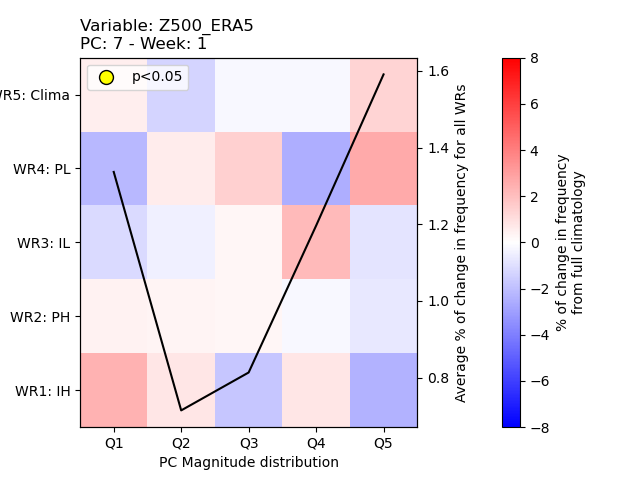 Variable: Z500_ERA5
PC: 7 - Week: 1
p<0.05
WR5: Clima
WR4: PL
WR3: IL
WR2: PH
WR1: IH
Q1 Q2 Q3 Q4 Q5
PC Magnitude distribution
1.6
1.4
1.2
1.0
0.8
Average % of change in frequency for all WRs
8
6
4
2
0
−2
−4
−6
−8
% of change in frequency
from full climatology